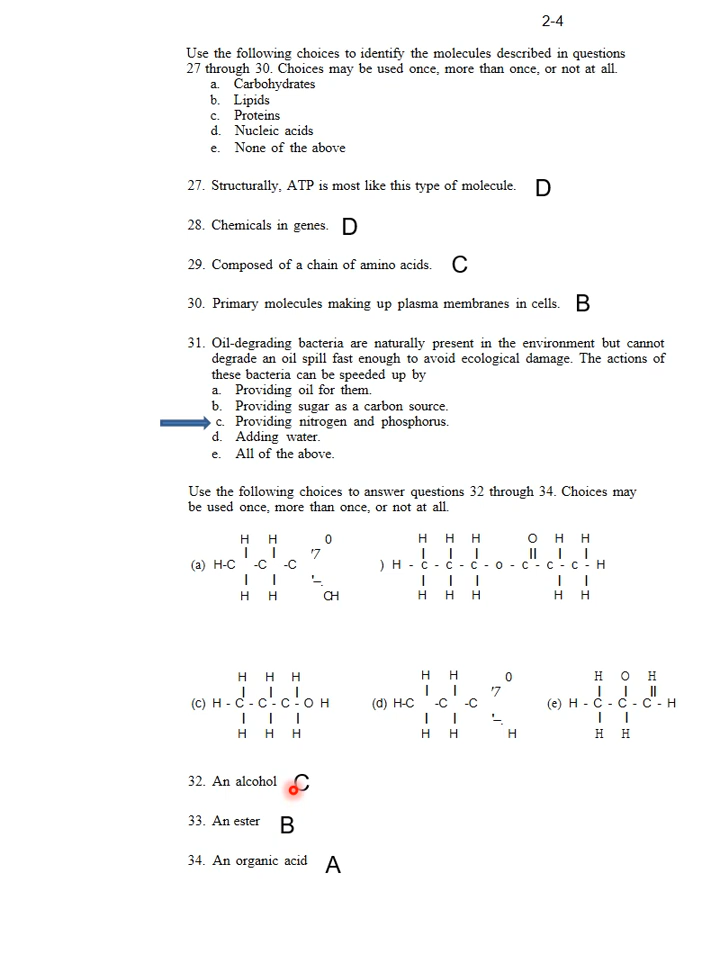 2-4
Use the following choices to identify the molecules described in questions
27 through 30. Choices may be used once, more than once, or not at all.
a. Carbohydrates
b. Lipids
c. Proteins
d. Nucleic acids
e. None of the above
27. Structurally, ATP is most like this type of molecule. D
28. Chemicals in genes. D
29. Composed of a chain of amino acids. C
30. Primary molecules making up plasma membranes in cells. B
31. Oil-degrading bacteria are naturally present in the environment but cannot
degrade an oil spill fast enough to avoid ecological damage. The actions of
these bacteria can be speeded up by
a. Providing oil for them.
b. Providing sugar as a carbon source.
c. Providing nitrogen and phosphorus.
d. Adding water.
e. All of the above.
Use the following choices to answer questions 32 through 34. Choices may
be used once, more than once, or not at all.
H H 0 H H H O H H
(a) H-C -C -C ) H - C - C - C - O - C - C - C - H
H H OH H H H H H
H H H H H 0 H O H
(c) H - C - C - C - O H (d) H-C -C -C (e) H - C - C - C - H
H H H H H H H H
32. An alcohol C
33. An ester B
34. An organic acid A